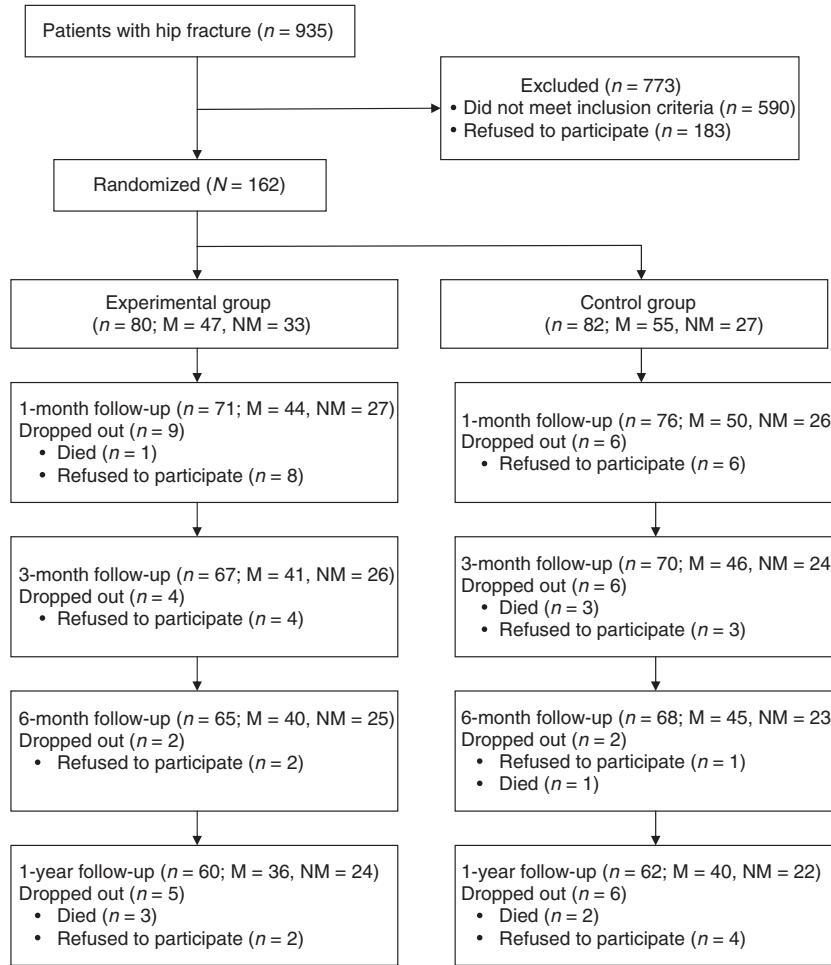 Patients with hip fracture (n = 935)
Excluded (n = 773)
• Did not meet inclusion criteria (n = 590)
• Refused to participate (n = 183)
Randomized (N = 162)
Experimental group
(n = 80; M = 47, NM = 33)
Control group
(n = 82; M = 55, NM = 27)
1-month follow-up (n = 71; M = 44, NM = 27)
Dropped out (n = 9)
• Died (n = 1)
• Refused to participate (n = 8)
1-month follow-up (n = 76; M = 50, NM = 26
Dropped out (n = 6)
• Refused to participate (n = 6)
3-month follow-up (n = 67; M = 41, NM = 26)
Dropped out (n = 4)
• Refused to participate (n = 4)
3-month follow-up (n = 70; M = 46, NM = 24
Dropped out (n = 6)
• Died (n = 3)
• Refused to participate (n = 3)
6-month follow-up (n = 65; M = 40, NM = 25)
Dropped out (n = 2)
• Refused to participate (n = 2)
6-month follow-up (n = 68; M = 45, NM = 23
Dropped out (n = 2)
• Refused to participate (n = 1)
• Died (n = 1)
1-year follow-up (n = 60; M = 36, NM = 24)
Dropped out (n = 5)
• Died (n = 3)
• Refused to participate (n = 2)
1-year follow-up (n = 62; M = 40, NM = 22)
Dropped out (n = 6)
• Died (n = 2)
• Refused to participate (n = 4)